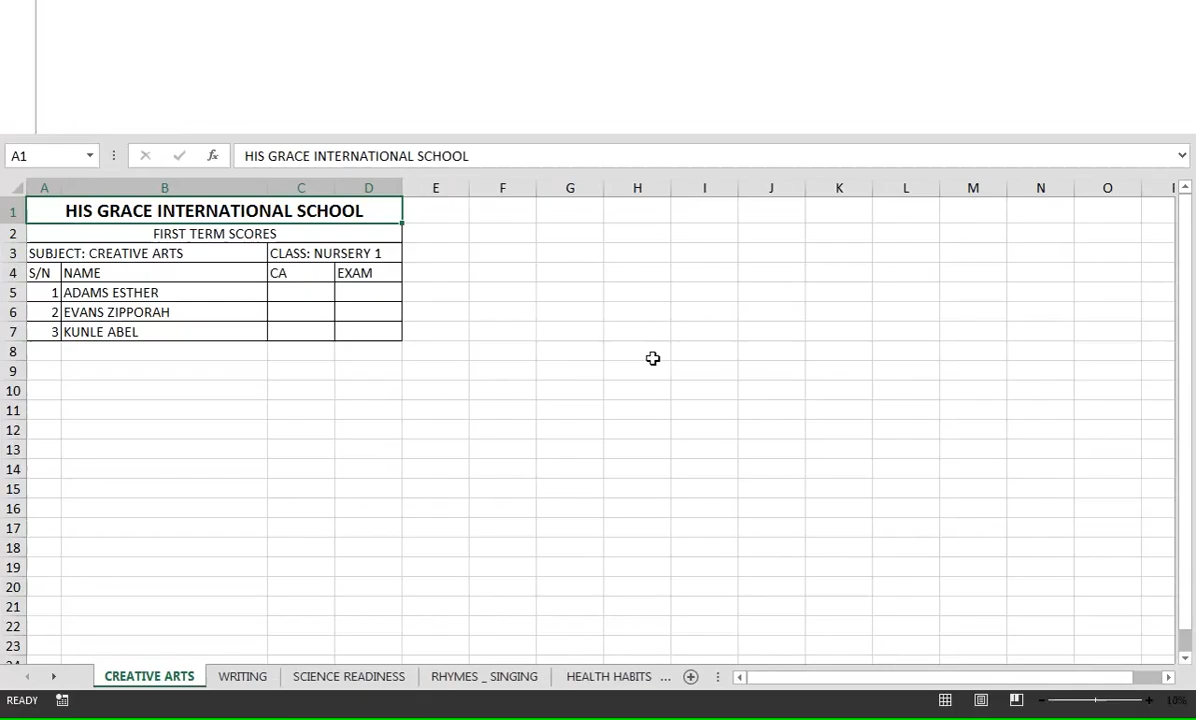 A1
HIS GRACE INTERNATIONAL SCHOOL
A B C D E F G H I J K L M N O
1 HIS GRACE INTERNATIONAL SCHOOL
2 FIRST TERM SCORES
3 SUBJECT: CREATIVE ARTS CLASS: NURSERY 1
4 S/N NAME CA EXAM
5 1 ADAMS ESTHER
6 2 EVANS ZIPPORAH
7 3 KUNLE ABEL
8
9
10
11
12
13
14
15
16
17
18
19
20
21
22
23
CREATIVE ARTS WRITING SCIENCE READINESS RHYMES _ SINGING HEALTH HABITS ...
READY